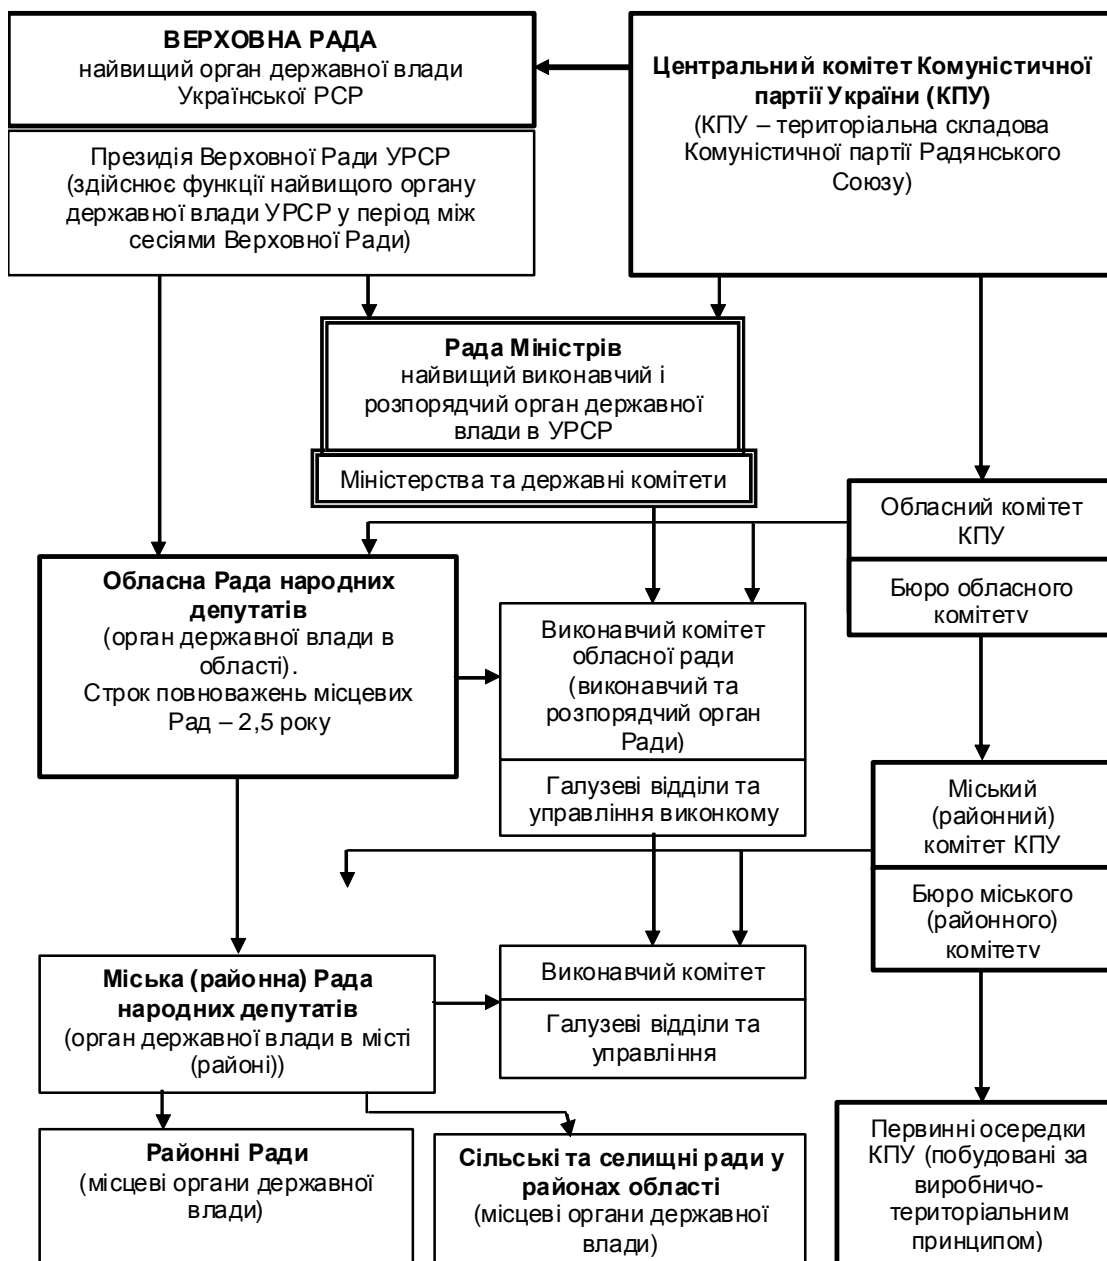 ВЕРХОВНА РАДА
найвищий орган державної влади
Української РСР
Президія Верховної Ради УРСР
(здійснює функції найвищого органу
державної влади УРСР у період між
сесіями Верховної Ради)
Центральний комітет Комуністичної
партії України (КПУ)
(КПУ – територіальна складова
Комуністичної партії Радянського
Союзу)
Рада Міністрів
найвищий виконавчий і
розпорядчий орган державної
влади в УРСР
Міністерства та державні комітети
Обласний комітет
КПУ
Бюро обласного
комітету
Обласна Рада народних
депутатів
(орган державної влади в
області).
Строк повноважень місцевих
Рад – 2,5 року
Виконавчий комітет
обласної ради
(виконавчий та
розпорядчий орган
Ради)
Галузеві відділи та
управління виконкому
Міський
(районний)
комітет КПУ
Бюро міського
(районного)
комітету
Міська (районна) Рада
народних депутатів
(орган державної влади в місті
(районі))
Виконавчий комітет
Галузеві відділи та
управління
Районні Ради
(місцеві органи державної
влади)
Сільські та селищні ради у
районах області
(місцеві органи державної
влади)
Первинні осередки
КПУ (побудовані за
виробничо-
територіальним
принципом)